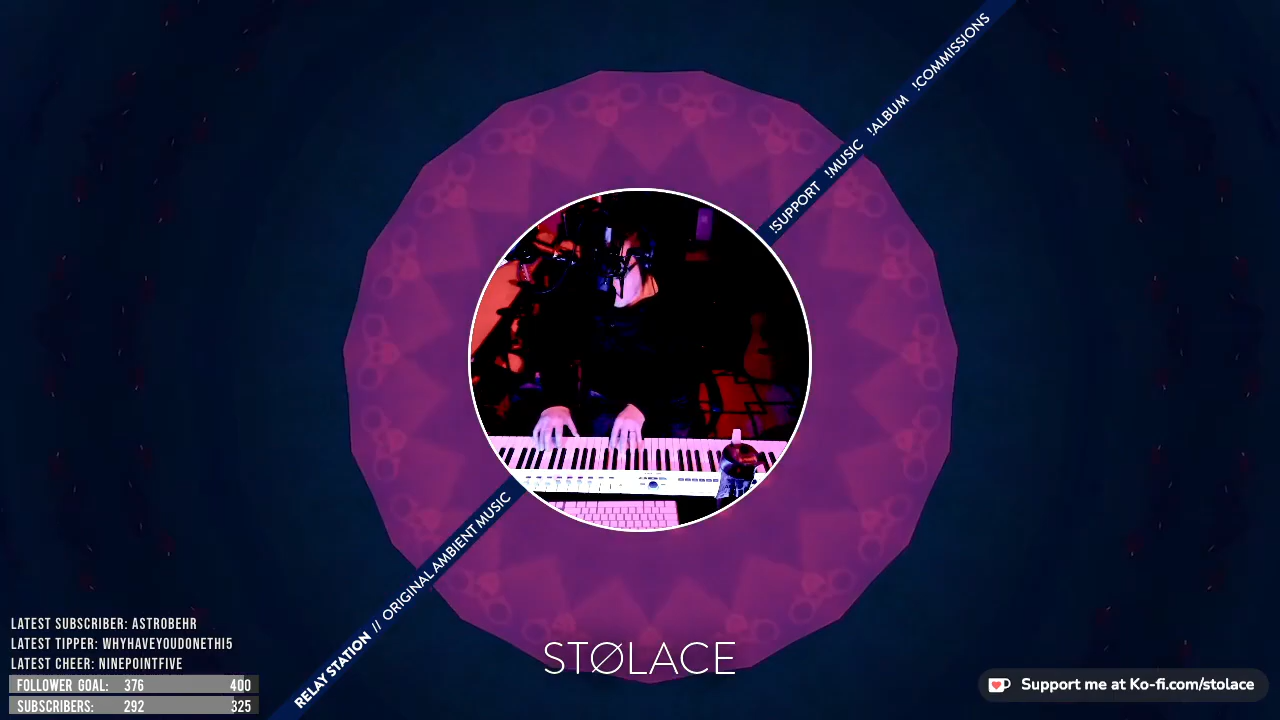 !SUPPORT !MUSIC !ALBUM !COMMISSIONS
RELAY STATION // ORIGINAL AMBIENT MUSIC
LATEST SUBSCRIBER: ASTROBEHR
LATEST TIPPER: WHYHAVEYOUDONETHI5
LATEST CHEER: NINEPOINTFIVE
FOLLOWER GOAL: 376 400
SUBSCRIBERS: 292 325
STØLACE
Support me at Ko-fi.com/stolace